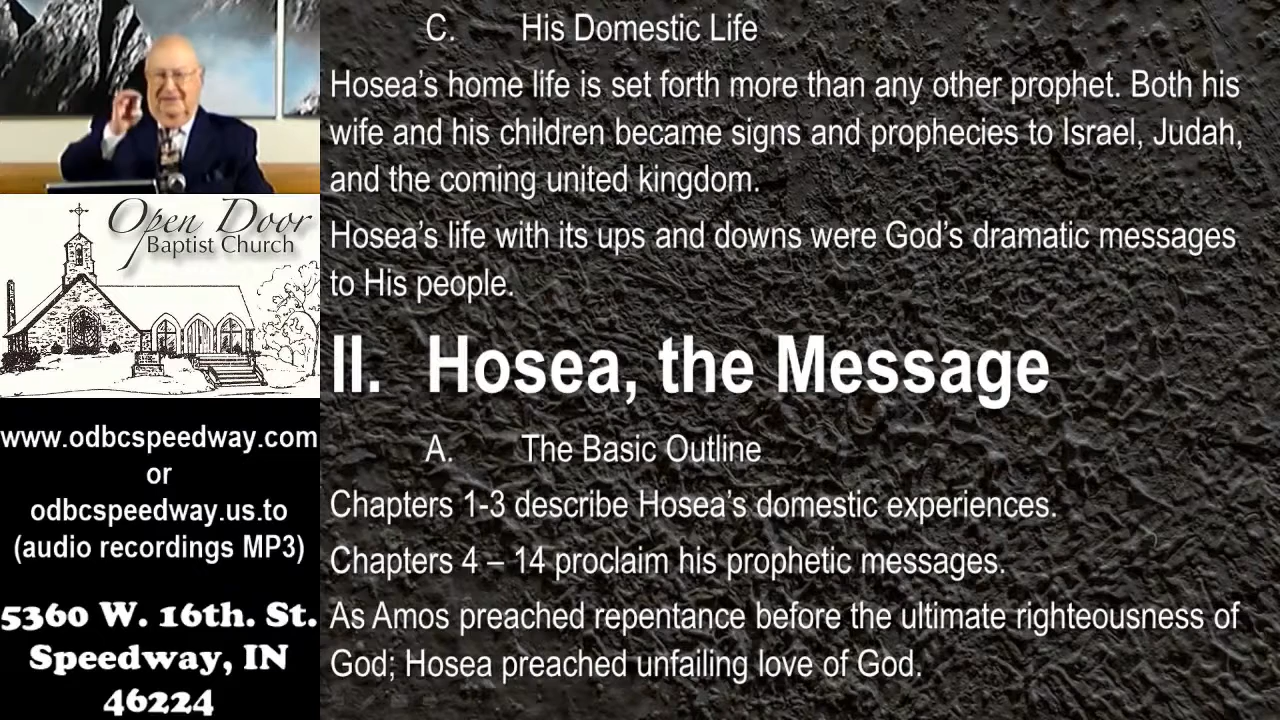 Open Door
Baptist Church
www.odbcspeedway.com
or
odbcspeedway.us.to
(audio recordings MP3)
5360 W. 16th. St.
Speedway, IN
46224
C. His Domestic Life
Hosea’s home life is set forth more than any other prophet. Both his
wife and his children became signs and prophecies to Israel, Judah,
and the coming united kingdom.
Hosea’s life with its ups and downs were God’s dramatic messages
to His people.
II. Hosea, the Message
A. The Basic Outline
Chapters 1-3 describe Hosea’s domestic experiences.
Chapters 4 – 14 proclaim his prophetic messages.
As Amos preached repentance before the ultimate righteousness of
God; Hosea preached unfailing love of God.